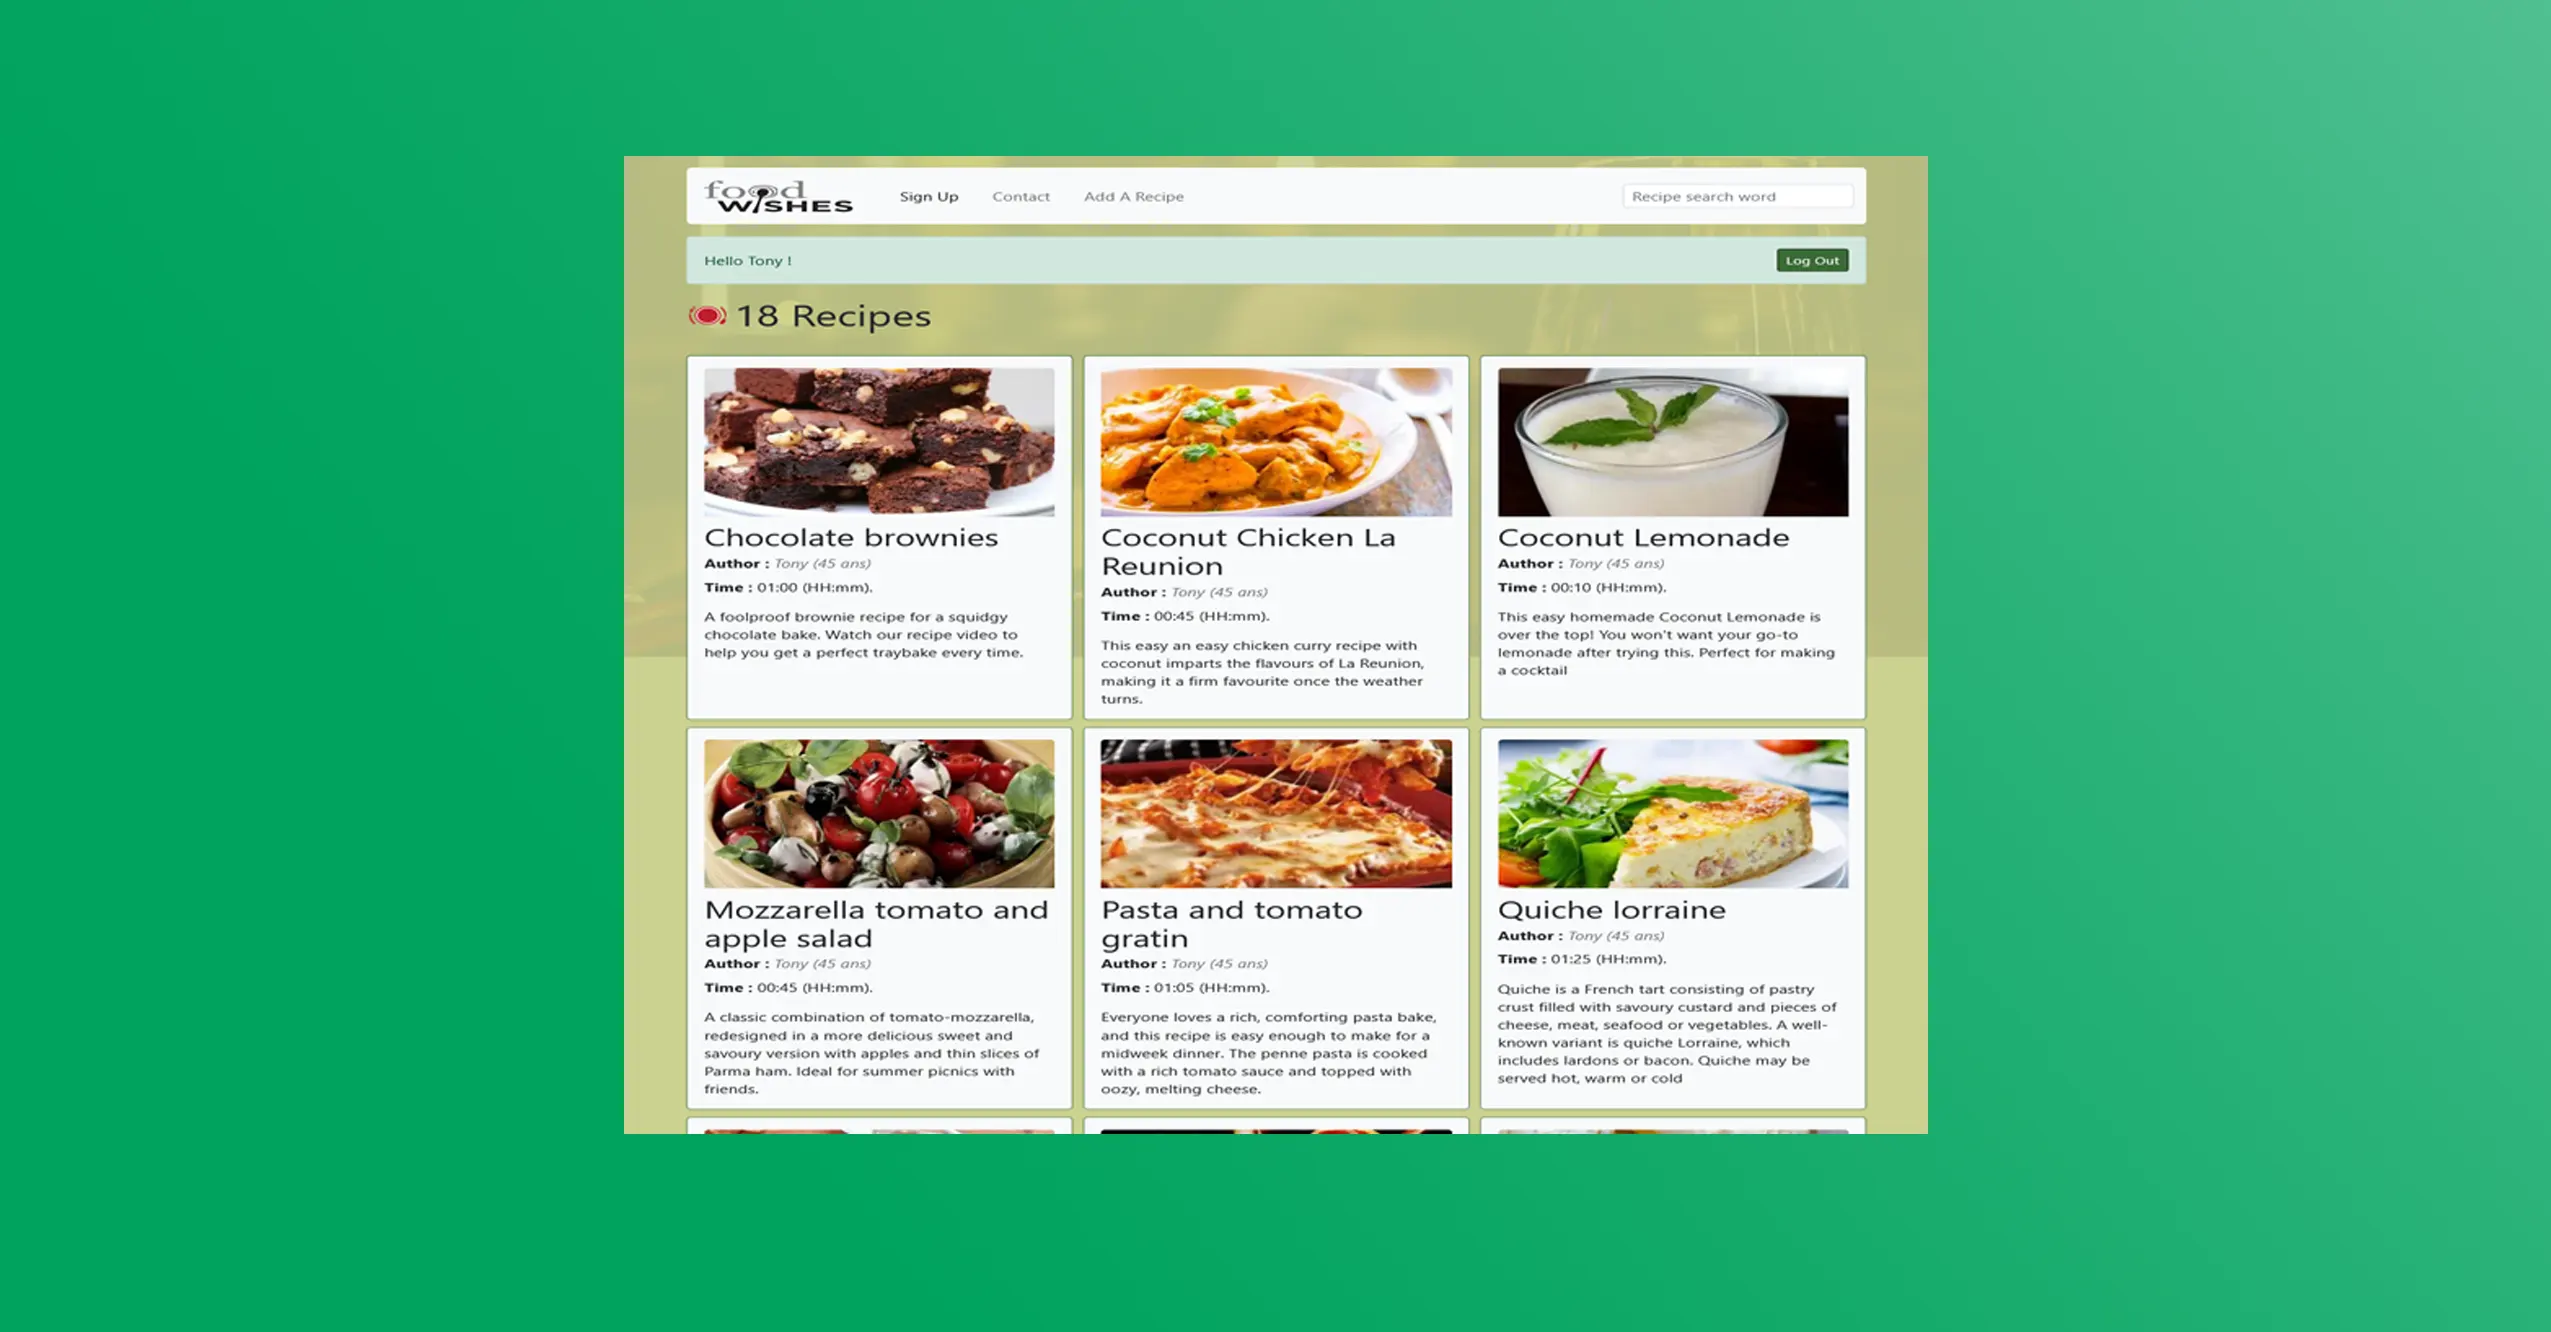 food
WISHES
Sign Up Contact Add A Recipe Recipe search word
Hello Tony ! Log Out
18 Recipes
Chocolate brownies
Author : Tony (45 ans)
Time : 01:00 (HH:mm).
A foolproof brownie recipe for a squidgy
chocolate bake. Watch our recipe video to
help you get a perfect traybake every time.
Coconut Chicken La
Reunion
Author : Tony (45 ans)
Time : 00:45 (HH:mm).
This easy an easy chicken curry recipe with
coconut imparts the flavours of La Reunion,
making it a firm favourite once the weather
turns.
Coconut Lemonade
Author : Tony (45 ans)
Time : 00:10 (HH:mm).
This easy homemade Coconut Lemonade is
over the top! You won't want your go-to
lemonade after trying this. Perfect for making
a cocktail
Mozzarella tomato and
apple salad
Author : Tony (45 ans)
Time : 00:45 (HH:mm).
A classic combination of tomato-mozzarella,
redesigned in a more delicious sweet and
savoury version with apples and thin slices of
Parma ham. Ideal for summer picnics with
friends.
Pasta and tomato
gratin
Author : Tony (45 ans)
Time : 01:05 (HH:mm).
Everyone loves a rich, comforting pasta bake,
and this recipe is easy enough to make for a
midweek dinner. The penne pasta is cooked
with a rich tomato sauce and topped with
oozy, melting cheese.
Quiche lorraine
Author : Tony (45 ans)
Time : 01:25 (HH:mm).
Quiche is a French tart consisting of pastry
crust filled with savoury custard and pieces of
cheese, meat, seafood or vegetables. A well-
known variant is quiche Lorraine, which
includes lardons or bacon. Quiche may be
served hot, warm or cold